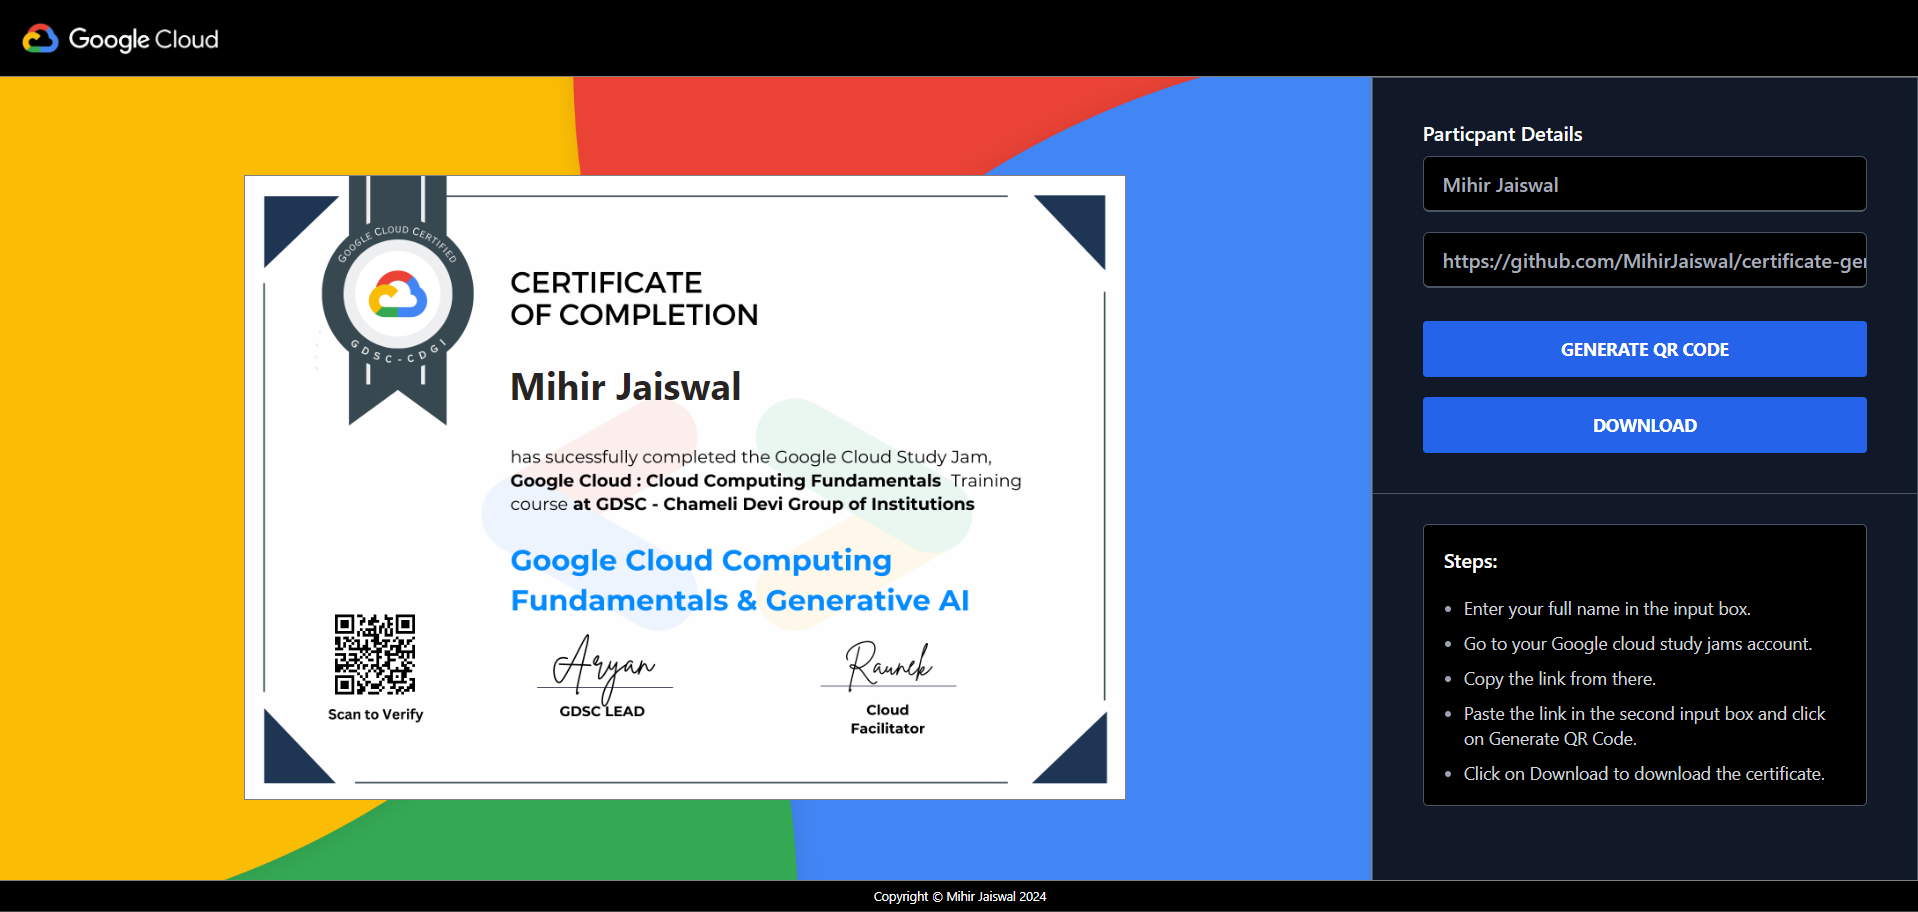 Google Cloud
GOOGLE CLOUD CERTIFIED
GDSC-CDGI
CERTIFICATE
OF COMPLETION
Mihir Jaiswal
has sucessfully completed the Google Cloud Study Jam,
Google Cloud : Cloud Computing Fundamentals Training
course at GDSC - Chameli Devi Group of Institutions
Google Cloud Computing
Fundamentals & Generative AI
Scan to Verify
Aryan
GDSC LEAD
Raunek
Cloud
Facilitator
Particpant Details
Mihir Jaiswal
https://github.com/MihirJaiswal/certificate-ger
GENERATE QR CODE
DOWNLOAD
Steps:
• Enter your full name in the input box.
• Go to your Google cloud study jams account.
• Copy the link from there.
• Paste the link in the second input box and click
on Generate QR Code.
• Click on Download to download the certificate.
Copyright © Mihir Jaiswal 2024